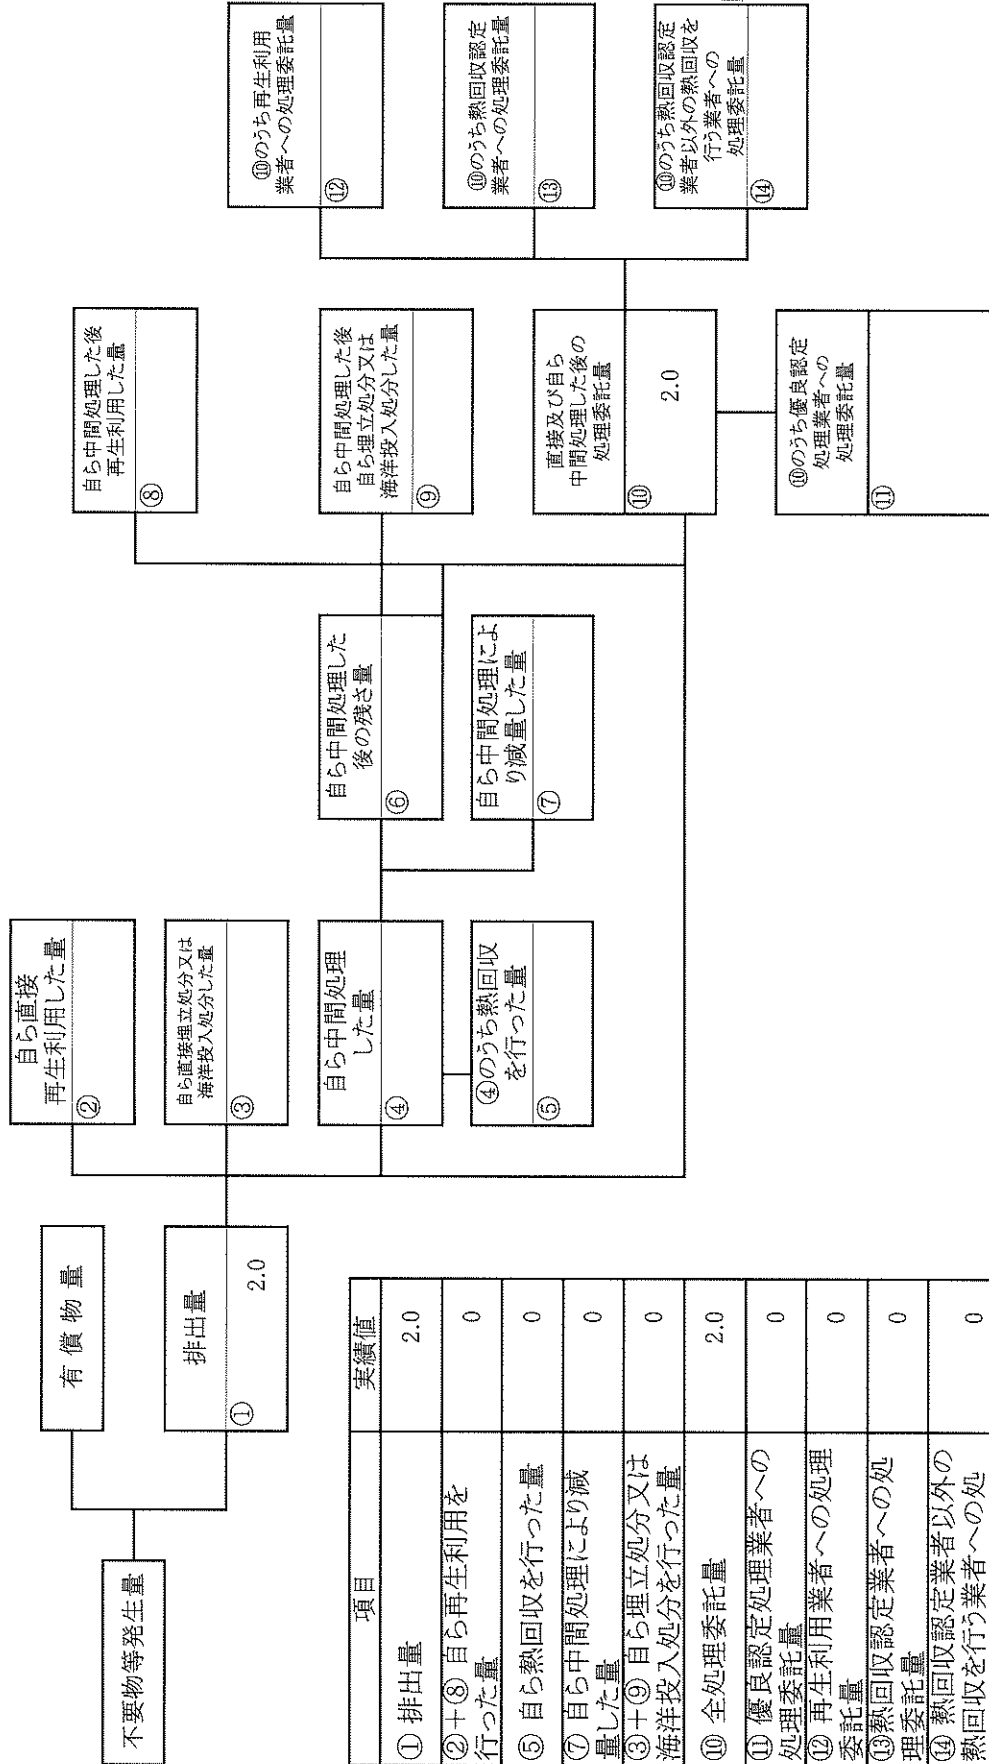 不要物等発生量
有償物量
排出量
①
2.0
自ら直接
再生利用した量
②
自ら直接埋立処分又は
海洋投入処分した量
③
自ら中間処理
した量
④
④のうち熱回収
を行った量
⑤
自ら中間処理した
後の残さ量
⑥
自ら中間処理によ
り減量した量
⑦
自ら中間処理した後
再生利用した量
⑧
自ら中間処理した後
自ら埋立処分又は
海洋投入処分した量
⑨
直接及び自ら
中間処理した後の
処理委託量
⑩
2.0
⑩のうち優良認定
処理業者への
処理委託量
⑪
⑩のうち再生利用
業者への処理委託量
⑫
⑩のうち熱回収認定
業者への処理委託量
⑬
⑩のうち熱回収認定
業者以外の熱回収を
行う業者への
処理委託量
⑭
項目 実績値
① 排出量 2.0
②+⑧ 自ら再生利用を
行った量 0
⑤ 自ら熱回収を行った量 0
⑦ 自ら中間処理により減
量した量 0
③+⑨ 自ら埋立処分又は
海洋投入処分を行った量 0
⑩ 全処理委託量 2.0
⑪ 優良認定処理業者への
処理委託量 0
⑫ 再生利用業者への処理
委託量 0
⑬熱回収認定業者への処
理委託量 0
⑭ 熱回収認定業者以外の
熱回収を行う業者への処 0